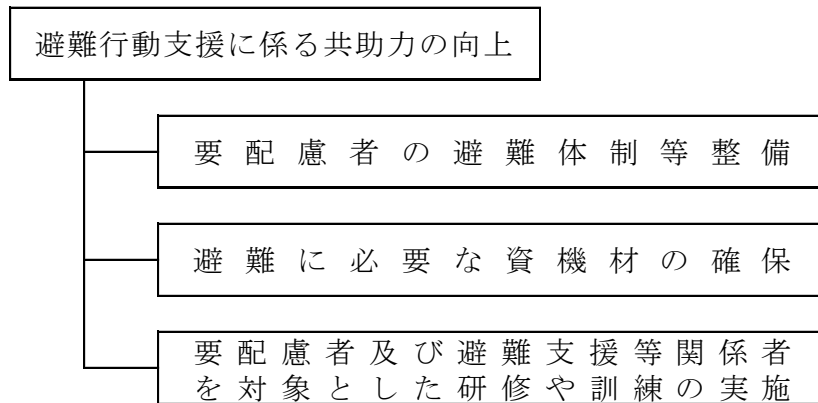 避難行動支援に係る共助力の向上
要配慮者の避難体制等整備
避難に必要な資機材の確保
要配慮者及び避難支援等関係者
を対象とした研修や訓練の実施